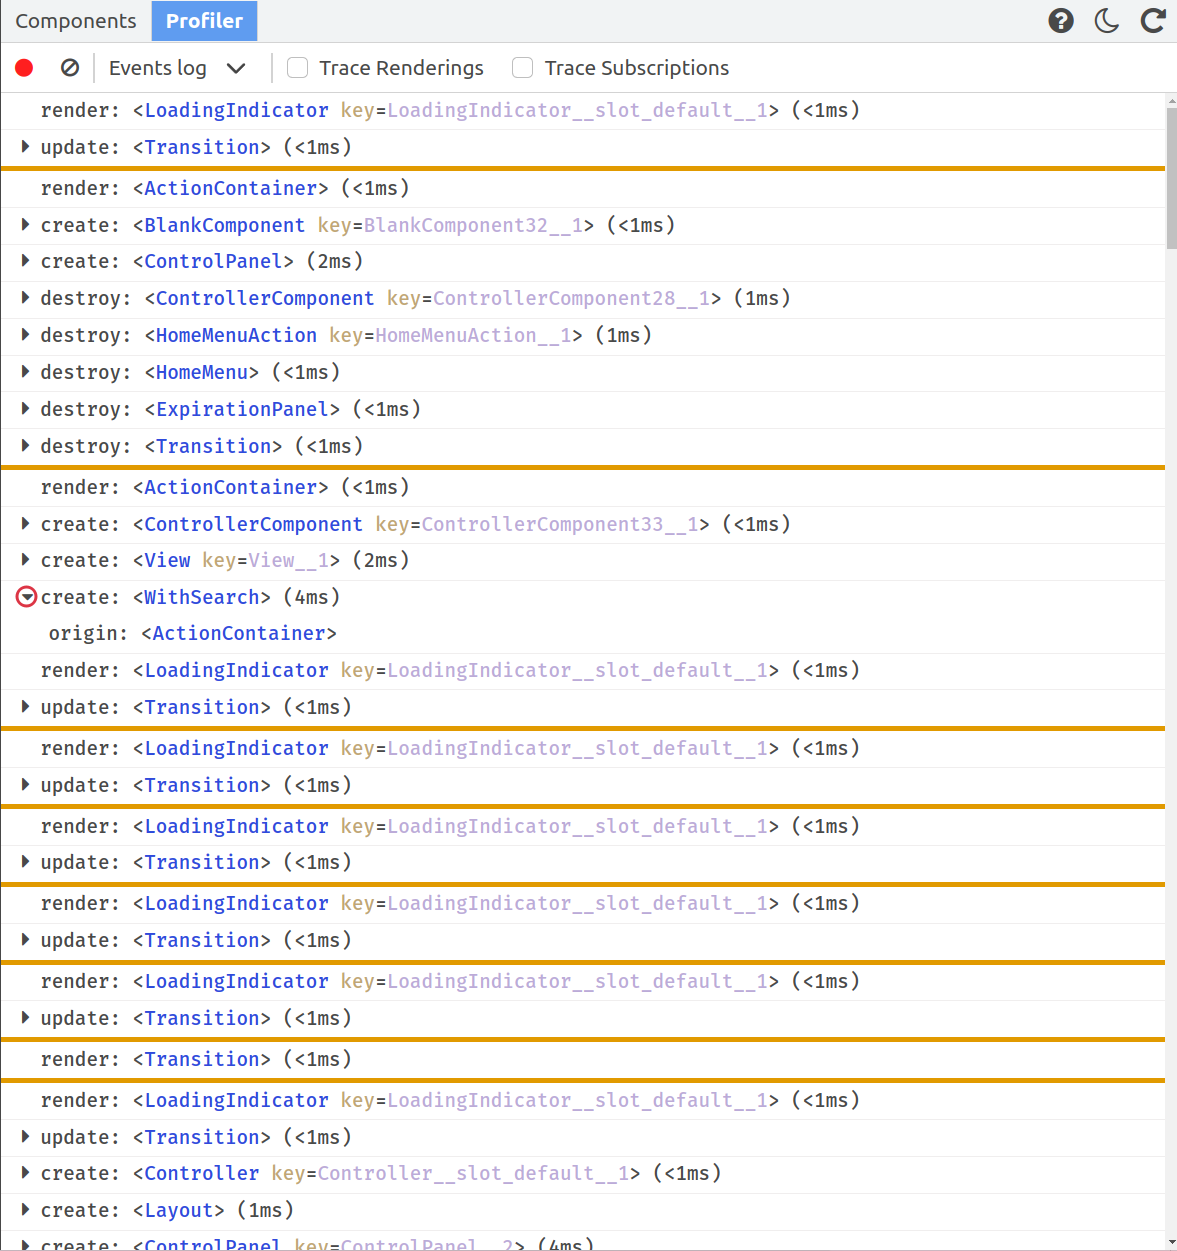 Components Profiler
Events log Trace Renderings Trace Subscriptions
render: <LoadingIndicator key=LoadingIndicator__slot_default__1> (<1ms)
update: <Transition> (<1ms)
render: <ActionContainer> (<1ms)
create: <BlankComponent key=BlankComponent32__1> (<1ms)
create: <ControlPanel> (2ms)
destroy: <ControllerComponent key=ControllerComponent28__1> (1ms)
destroy: <HomeMenuAction key=HomeMenuAction__1> (1ms)
destroy: <HomeMenu> (<1ms)
destroy: <ExpirationPanel> (<1ms)
destroy: <Transition> (<1ms)
render: <ActionContainer> (<1ms)
create: <ControllerComponent key=ControllerComponent33__1> (<1ms)
create: <View key=View__1> (2ms)
create: <WithSearch> (4ms)
origin: <ActionContainer>
render: <LoadingIndicator key=LoadingIndicator__slot_default__1> (<1ms)
update: <Transition> (<1ms)
render: <LoadingIndicator key=LoadingIndicator__slot_default__1> (<1ms)
update: <Transition> (<1ms)
render: <LoadingIndicator key=LoadingIndicator__slot_default__1> (<1ms)
update: <Transition> (<1ms)
render: <LoadingIndicator key=LoadingIndicator__slot_default__1> (<1ms)
update: <Transition> (<1ms)
render: <LoadingIndicator key=LoadingIndicator__slot_default__1> (<1ms)
update: <Transition> (<1ms)
render: <Transition> (<1ms)
render: <LoadingIndicator key=LoadingIndicator__slot_default__1> (<1ms)
update: <Transition> (<1ms)
create: <Controller key=Controller__slot_default__1> (<1ms)
create: <Layout> (1ms)
create: <ControlPanel key=ControlPanel__2> (4ms)